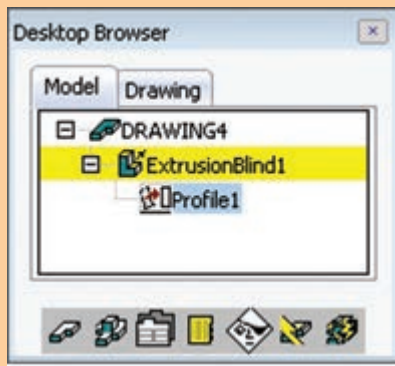 Desktop Browser
Model Drawing
DRAWING4
ExtrusionBlind1
Profile1